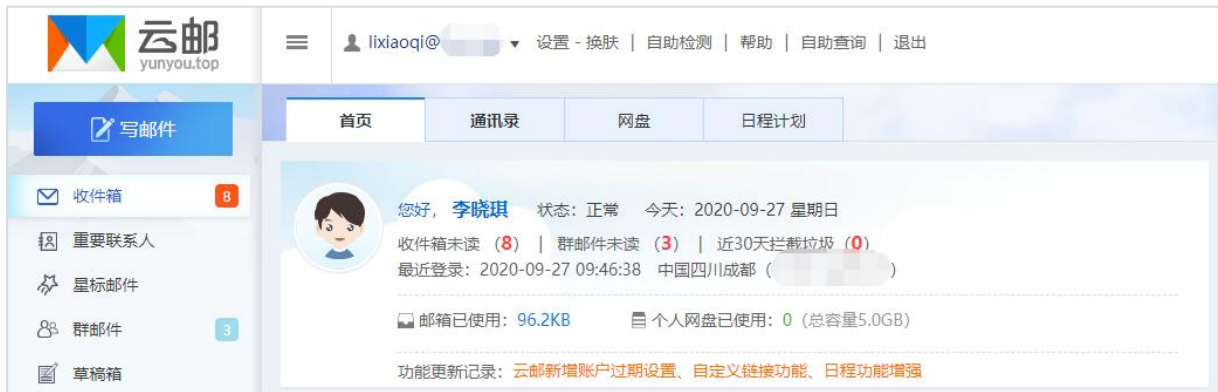 云邮
yunyou.top
lixiaoqi@ 设置 - 换肤 | 自助检测 | 帮助 | 自助查询 | 退出
写邮件
首页 通讯录 网盘 日程计划
收件箱 8
重要联系人
星标邮件
群邮件 3
草稿箱
您好，李晓琪 状态：正常 今天：2020-09-27 星期日
收件箱未读（8） | 群邮件未读（3） | 近30天拦截垃圾（0）
最近登录：2020-09-27 09:46:38 中国四川成都（ ）
邮箱已使用：96.2KB 个人网盘已使用：0（总容量5.0GB）
功能更新记录：云邮新增账户过期设置、自定义链接功能、日程功能增强